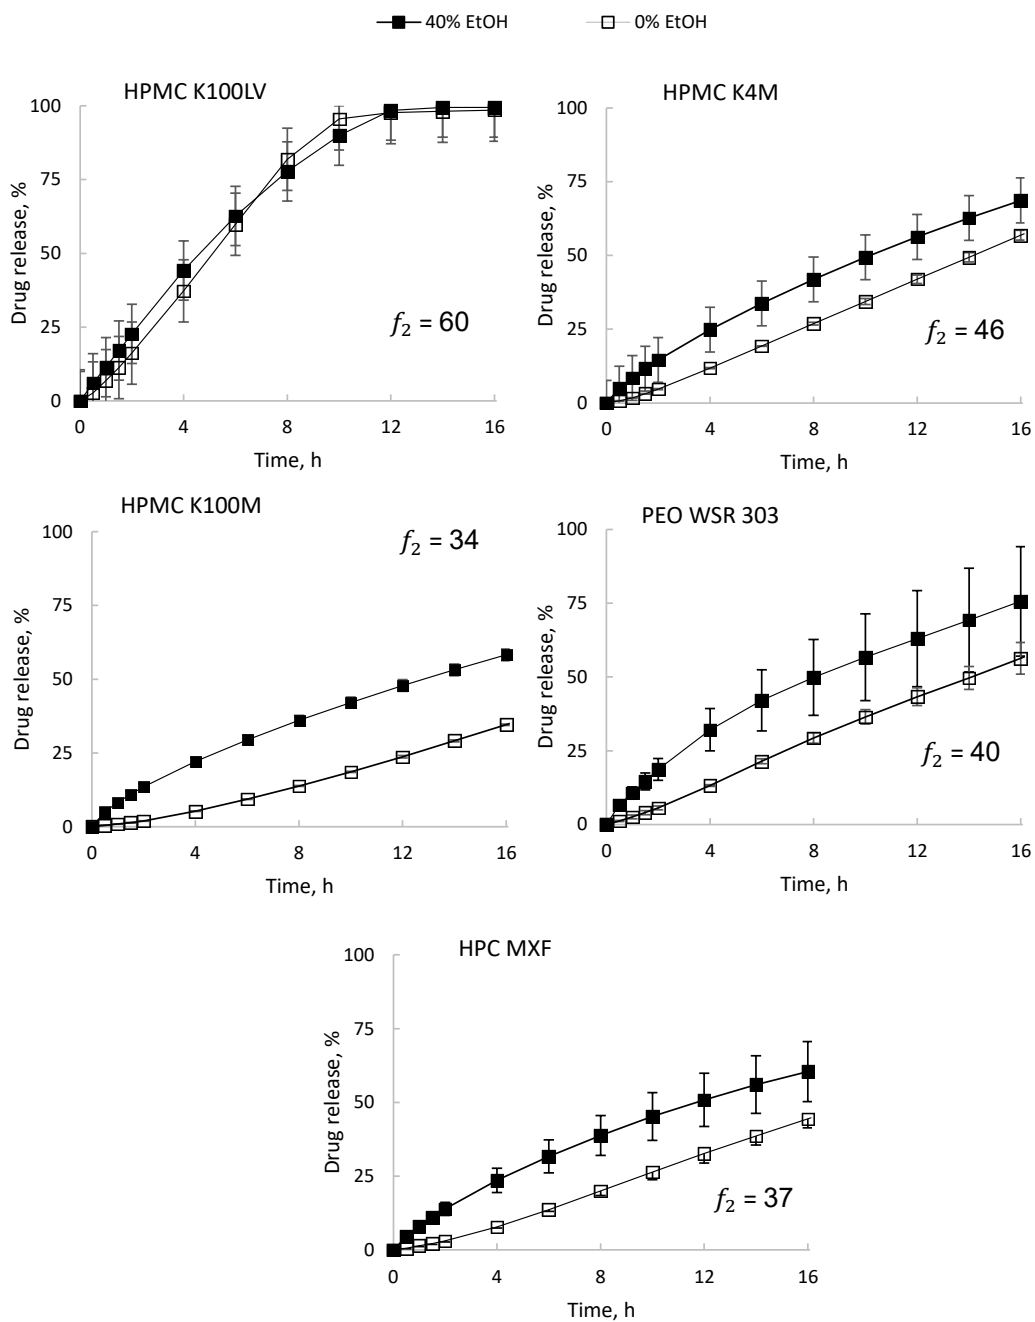 40% EtOH 0% EtOH
HPMC K100LV
100
75
50
25
0
Drug release, %
0 4 8 12 16
Time, h
𝑓₂ = 60
HPMC K4M
100
75
50
25
0
Drug release, %
0 4 8 12 16
Time, h
𝑓₂ = 46
HPMC K100M
100
75
50
25
0
Drug release, %
0 4 8 12 16
Time, h
𝑓₂ = 34
PEO WSR 303
100
75
50
25
0
Drug release, %
0 4 8 12 16
Time, h
𝑓₂ = 40
HPC MXF
100
75
50
25
0
Drug release, %
0 4 8 12 16
Time, h
𝑓₂ = 37